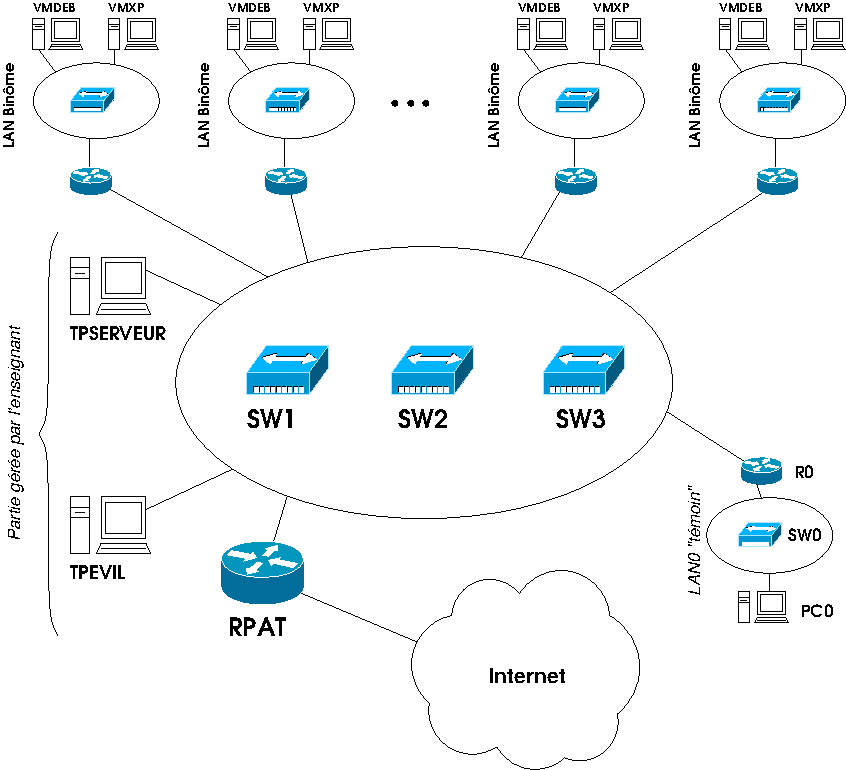 VMDEB VMXP VMDEB VMXP VMDEB VMXP VMDEB VMXP
LAN Binôme LAN Binôme LAN Binôme LAN Binôme
...
Partie gérée par l'enseignant
TPSERVEUR
SW1 SW2 SW3
R0
LAN0 "témoin"
SW0
PC0
TPEVIL
RPAT
Internet